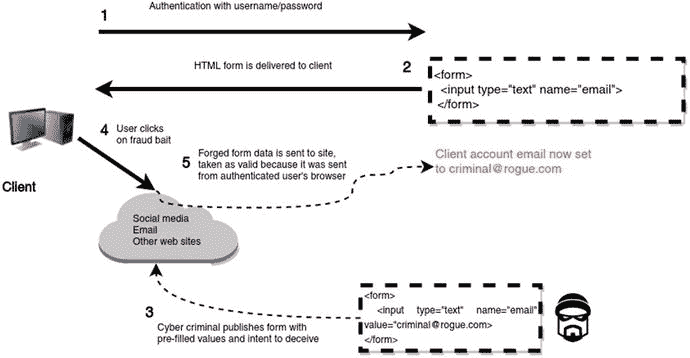 1
Authentication with username/password
HTML form is delivered to client
2
<form>
<input type="text" name="email">
</form>
4
User clicks
on fraud bait
5
Forged form data is sent to site,
taken as valid because it was sent
from authenticated user's browser
Client account email now set
to criminal@rogue.com
Client
Social media
Email
Other web sites
3
Cyber criminal publishes form with
pre-filled values and intent to deceive
<form>
<input type="text" name="email"
value="criminal@rogue.com>
</form>